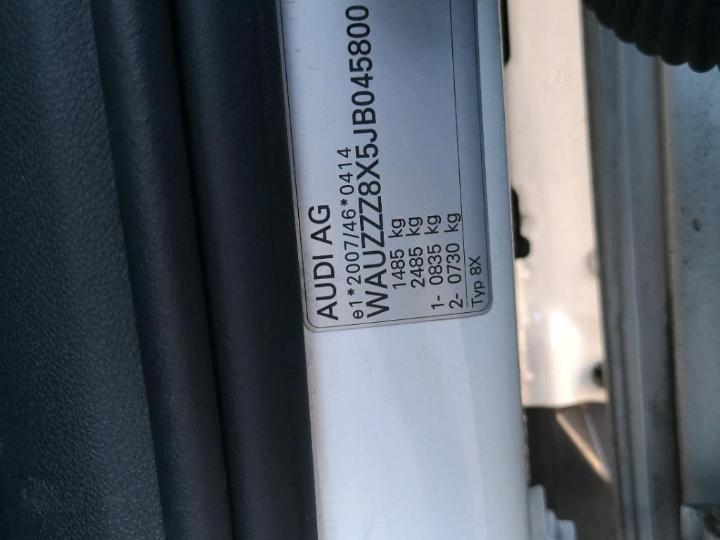 AUDI AG
e1*2007/46*0414
WAUZZZ8X5JB045800
1485 kg
2485 kg
1- 0835 kg
2- 0730 kg
Typ 8X